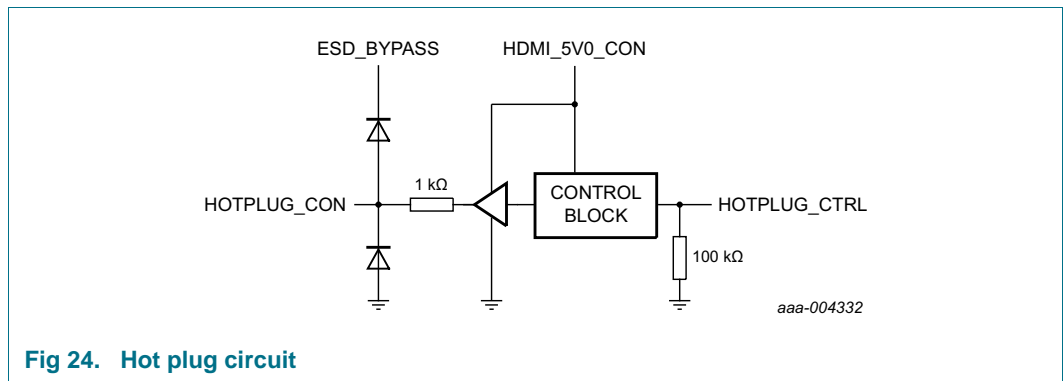 ESD_BYPASS
HDMI_5V0_CON
1 kΩ
HOTPLUG_CON
CONTROL
BLOCK
HOTPLUG_CTRL
100 kΩ
aaa-004332
Fig 24. Hot plug circuit